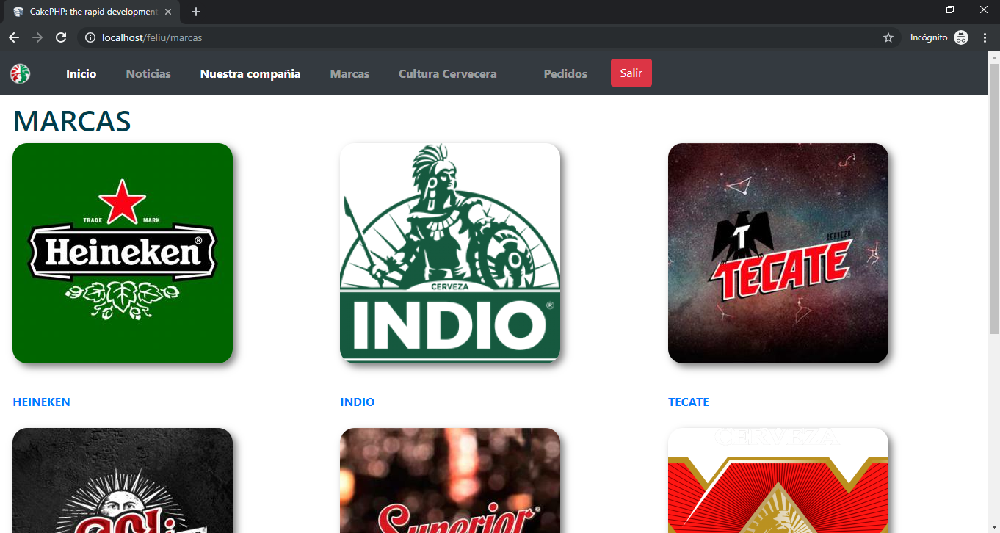 CakePHP: the rapid development
localhost/feliu/marcas
Incógnito
Inicio
Noticias
Nuestra compañia
Marcas
Cultura Cervecera
Pedidos
Salir
MARCAS
TRADE MARK
Heineken®
CERVEZA
INDIO®
CERVEZA
T
TECATE
HEINEKEN
INDIO
TECATE
Sol
Superior®
CERVEZA